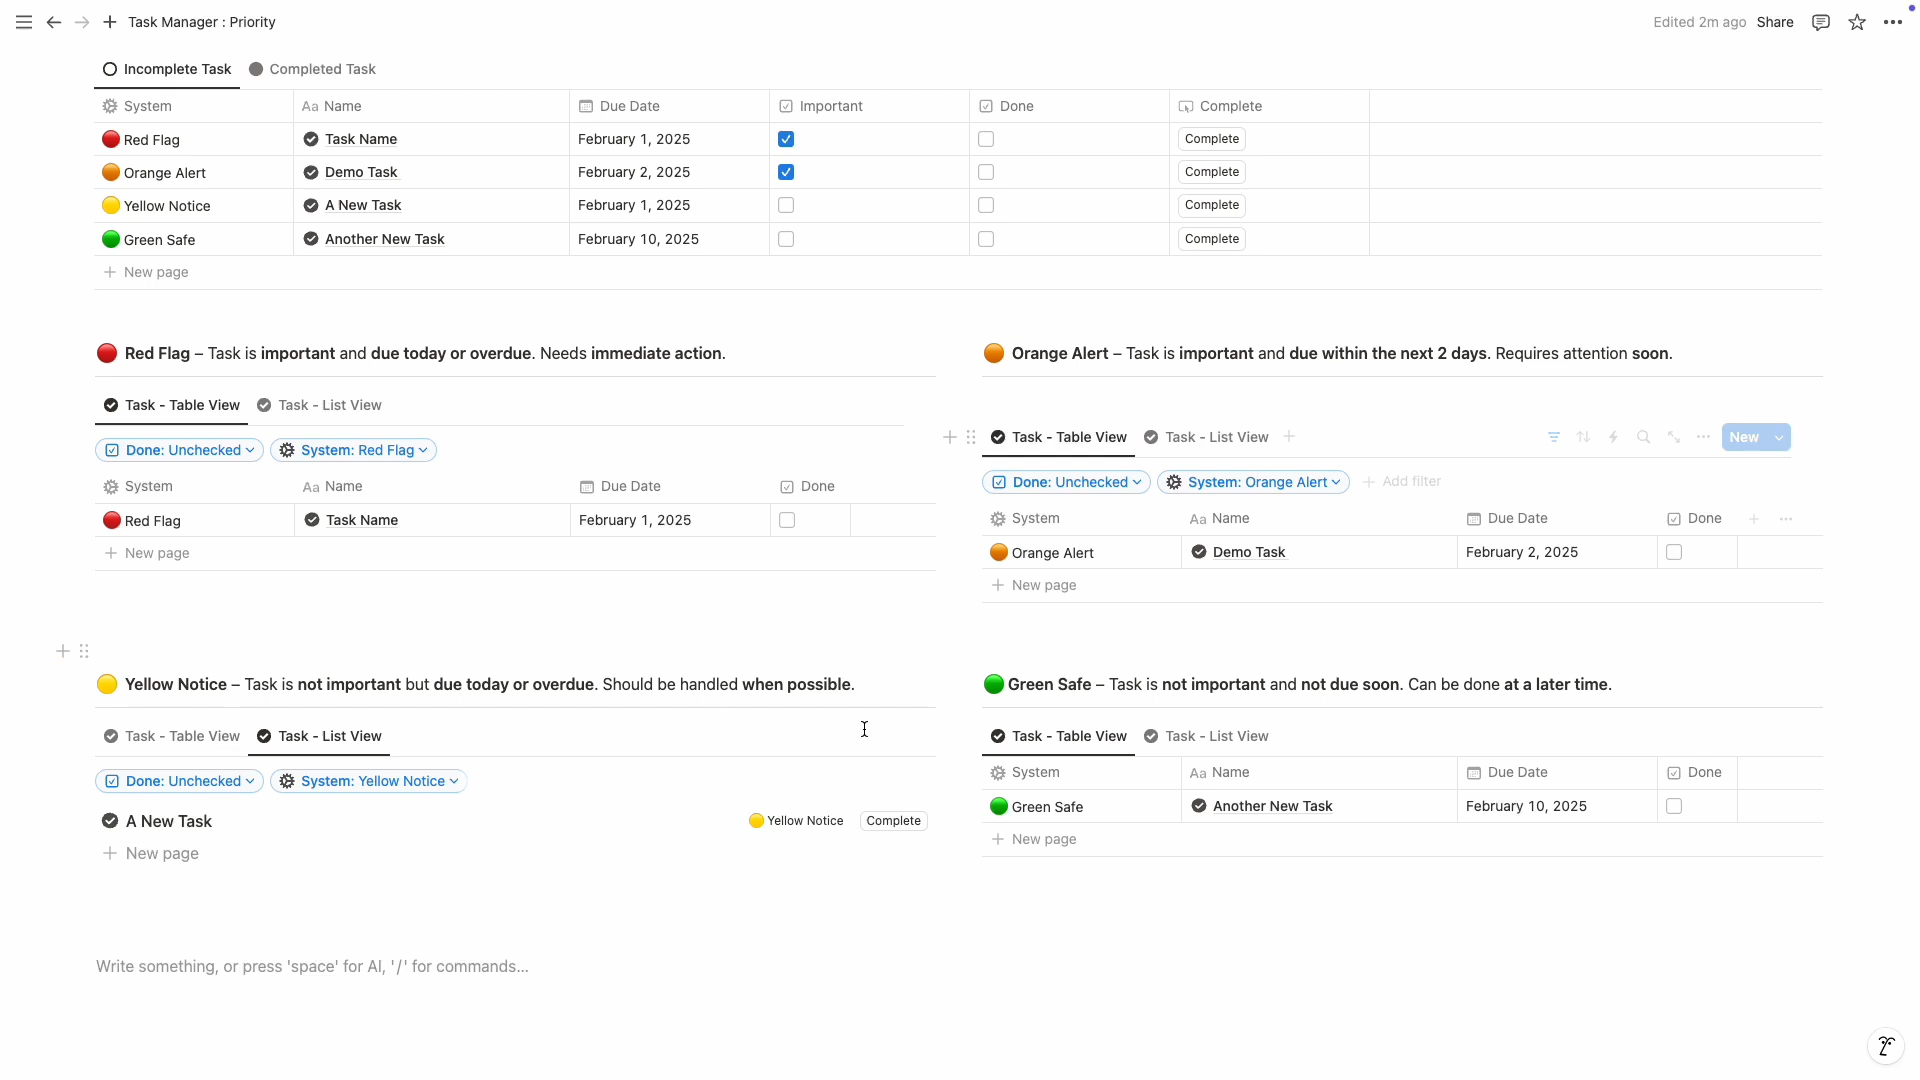 Task Manager : Priority
Edited 2m ago Share
Incomplete Task Completed Task
System Aa Name Due Date Important Done Complete
Red Flag Task Name February 1, 2025 Complete
Orange Alert Demo Task February 2, 2025 Complete
Yellow Notice A New Task February 1, 2025 Complete
Green Safe Another New Task February 10, 2025 Complete
+ New page
Red Flag – Task is important and due today or overdue. Needs immediate action.
Task - Table View Task - List View
Done: Unchecked System: Red Flag
System Aa Name Due Date Done
Red Flag Task Name February 1, 2025
+ New page
Orange Alert – Task is important and due within the next 2 days. Requires attention soon.
Task - Table View Task - List View + New
Done: Unchecked System: Orange Alert + Add filter
System Aa Name Due Date Done
Orange Alert Demo Task February 2, 2025
+ New page
Yellow Notice – Task is not important but due today or overdue. Should be handled when possible.
Task - Table View Task - List View
Done: Unchecked System: Yellow Notice
A New Task Yellow Notice Complete
+ New page
Green Safe – Task is not important and not due soon. Can be done at a later time.
Task - Table View Task - List View
System Aa Name Due Date Done
Green Safe Another New Task February 10, 2025
+ New page
Write something, or press 'space' for AI, '/' for commands...